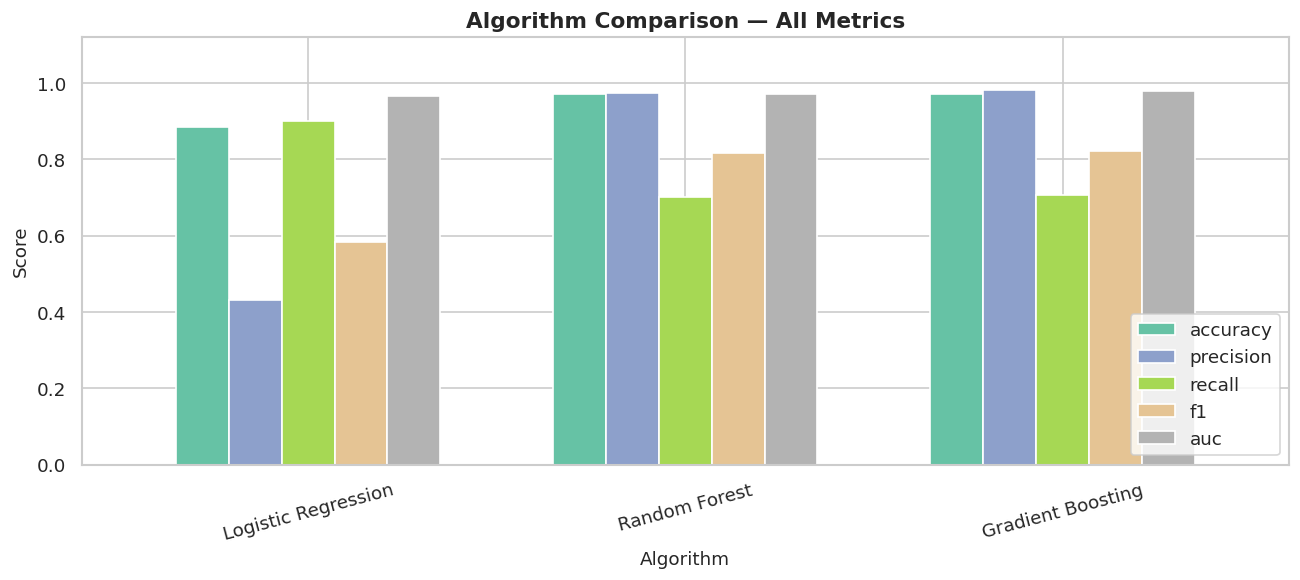 Algorithm Comparison — All Metrics
Score
1.0
0.8
0.6
0.4
0.2
0.0
accuracy
precision
recall
f1
auc
Logistic Regression
Random Forest
Gradient Boosting
Algorithm